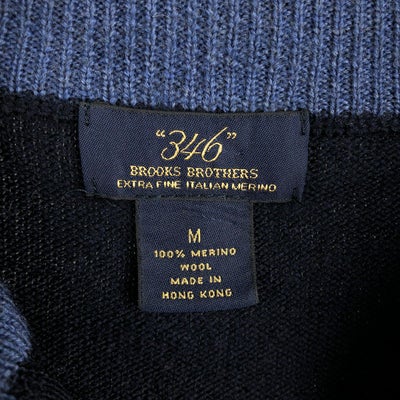 "346"
BROOKS BROTHERS
EXTRA FINE ITALIAN MERINO
M
100% MERINO
WOOL
MADE IN
HONG KONG